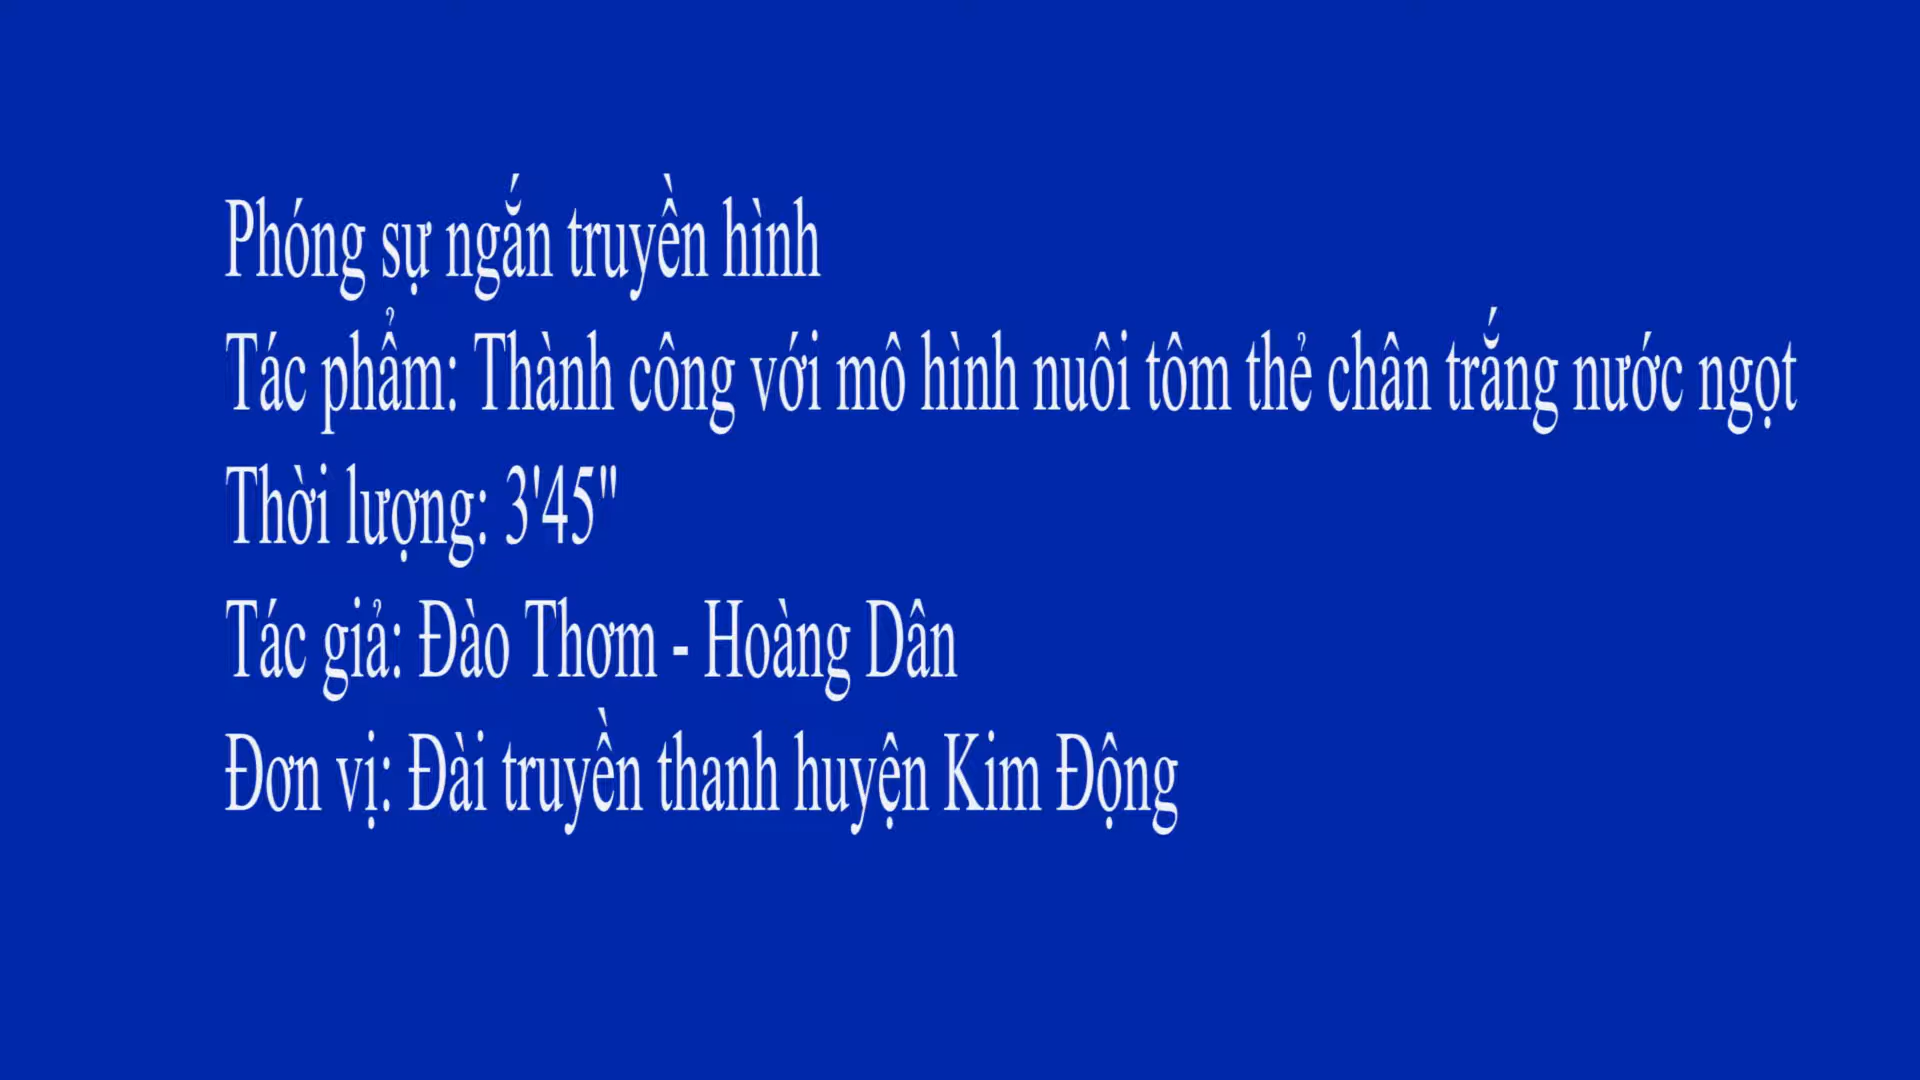 Phóng sự ngắn truyền hình
Tác phẩm: Thành công với mô hình nuôi tôm thẻ chân trắng nước ngọt
Thời lượng: 3'45"
Tác giả: Đào Thơm - Hoàng Dân
Đơn vị: Đài truyền thanh huyện Kim Động